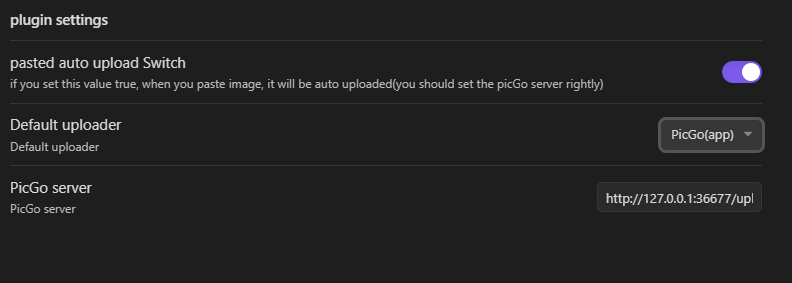 plugin settings
pasted auto upload Switch
if you set this value true, when you paste image, it will be auto uploaded(you should set the picGo server rightly)
Default uploader
Default uploader
PicGo(app)
PicGo server
PicGo server
http://127.0.0.1:36677/upl